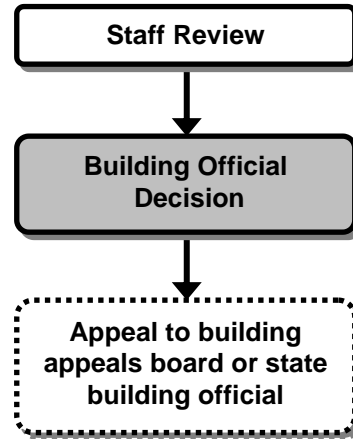 Staff Review
Building Official
Decision
Appeal to building
appeals board or state
building official